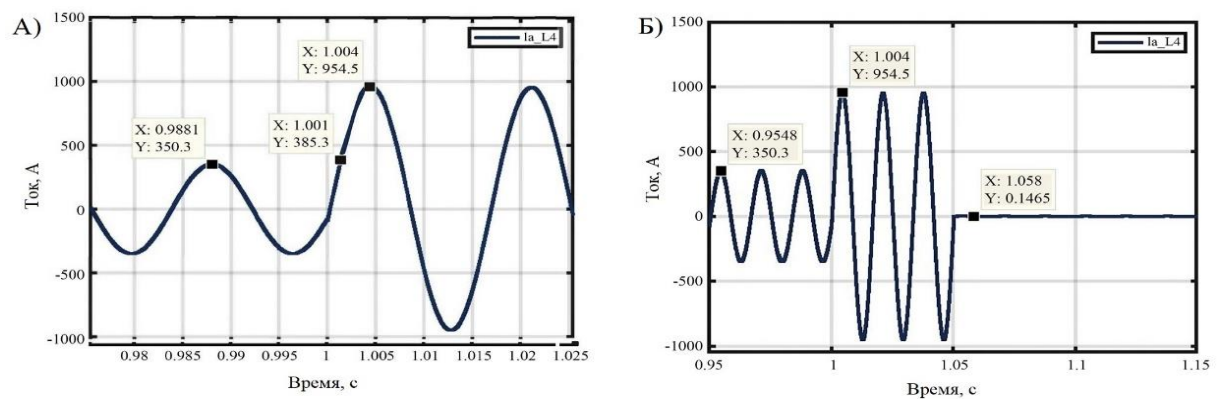 А)
1500
1000
500
0
-500
-1000
Ток, А
Ia_L4
X: 1.004
Y: 954.5
X: 1.001
Y: 385.3
X: 0.9881
Y: 350.3
0.98 0.985 0.99 0.995 1 1.005 1.01 1.015 1.02 1.025
Время, с
Б)
1500
1000
500
0
-500
-1000
Ток, А
Ia_L4
X: 1.004
Y: 954.5
X: 0.9548
Y: 350.3
X: 1.058
Y: 0.1465
0.95 1 1.05 1.1 1.15
Время, с